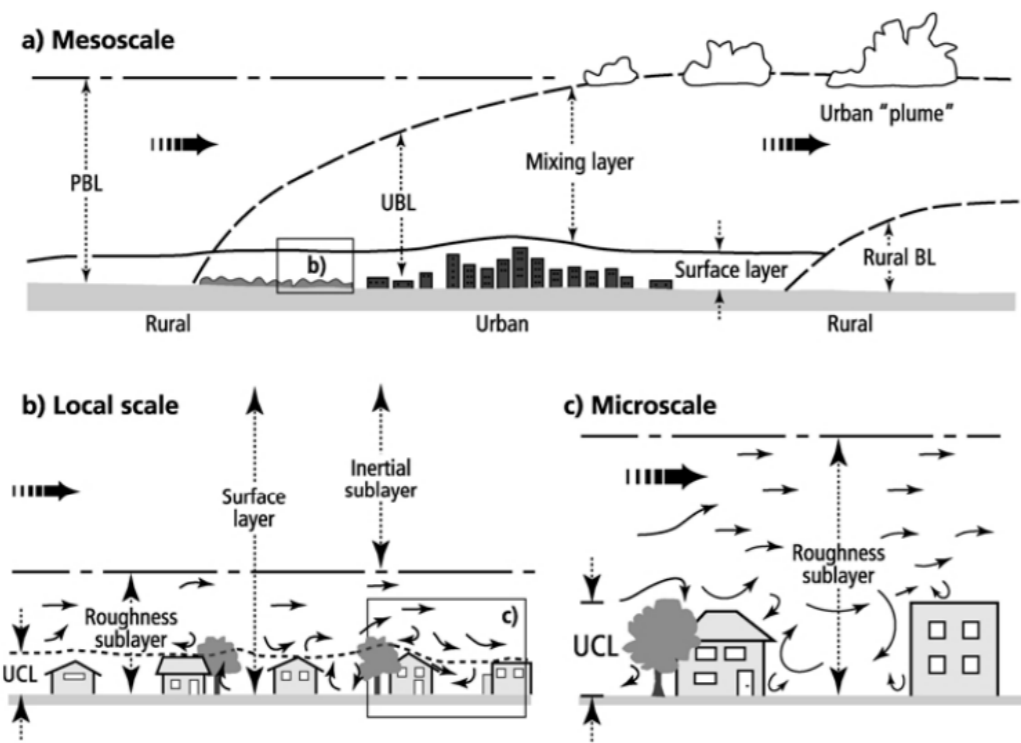 a) Mesoscale
Urban "plume"
Mixing layer
PBL
UBL
b)
Surface layer
Rural BL
Rural
Urban
Rural
b) Local scale
Inertial
sublayer
Surface
layer
Roughness
sublayer
c)
UCL
c) Microscale
Roughness
sublayer
UCL